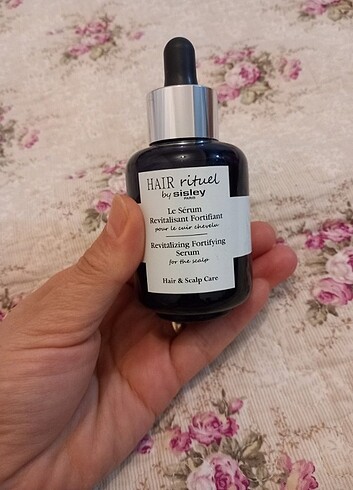 HAIR rituel
by sisley
PARIS
Le Sérum
Revitalisant Fortifiant
pour le cuir chevelu
Revitalizing Fortifying
Serum
for the scalp
Hair & Scalp Care